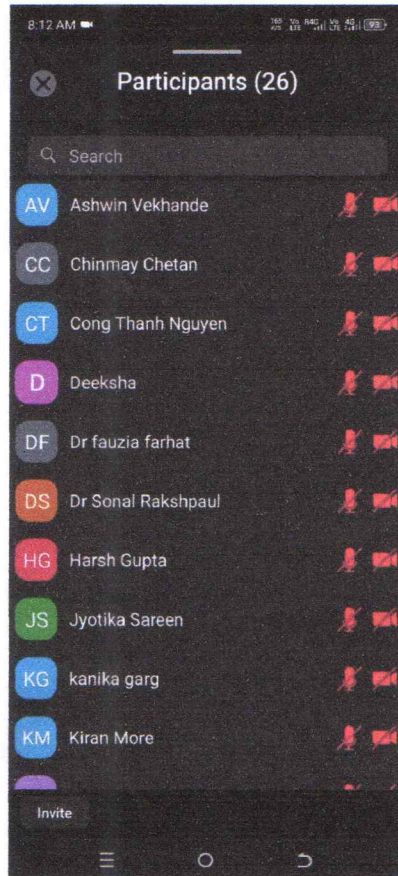 8:12 AM
Participants (26)
Search
AV Ashwin Vekhande
CC Chinmay Chetan
CT Cong Thanh Nguyen
D Deeksha
DF Dr fauzia farhat
DS Dr Sonal Rakshpaul
HG Harsh Gupta
JS Jyotika Sareen
KG kanika garg
KM Kiran More
Invite